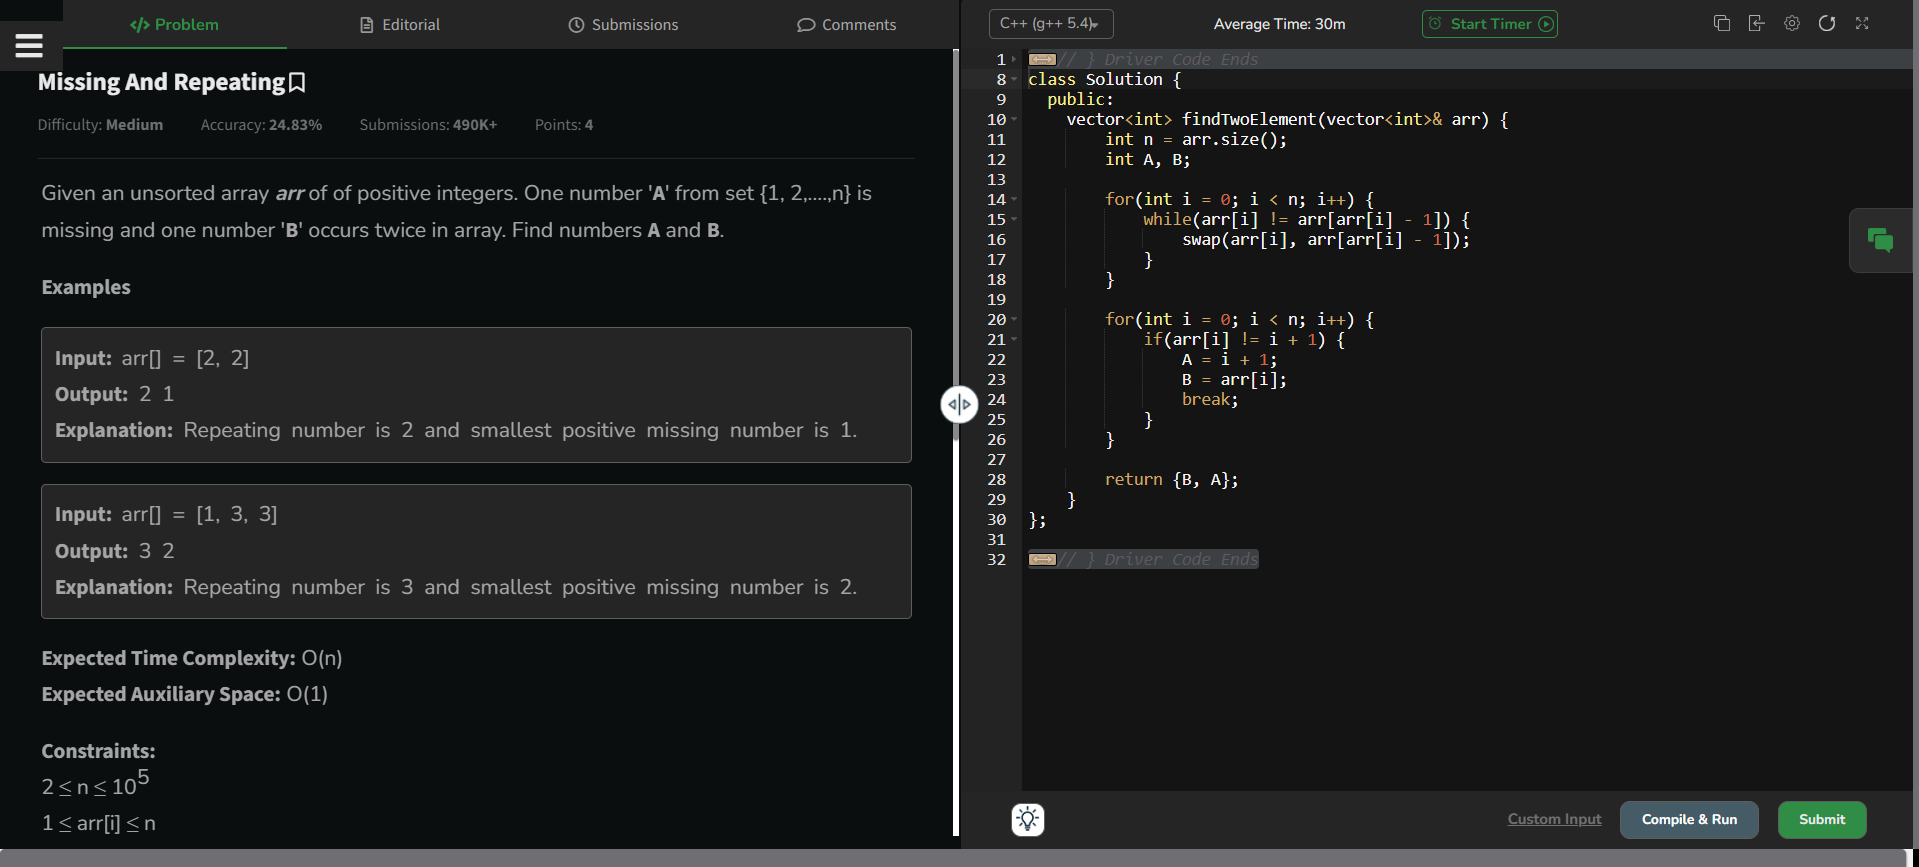 </> Problem
Editorial
Submissions
Comments
Missing And Repeating
Difficulty: Medium Accuracy: 24.83% Submissions: 490K+ Points: 4
Given an unsorted array arr of of positive integers. One number 'A' from set {1, 2,....,n} is
missing and one number 'B' occurs twice in array. Find numbers A and B.
Examples
Input: arr[] = [2, 2]
Output: 2 1
Explanation: Repeating number is 2 and smallest positive missing number is 1.
Input: arr[] = [1, 3, 3]
Output: 3 2
Explanation: Repeating number is 3 and smallest positive missing number is 2.
Expected Time Complexity: O(n)
Expected Auxiliary Space: O(1)
Constraints:
2 ≤ n ≤ 10^5
1 ≤ arr[i] ≤ n
C++ (g++ 5.4)
Average Time: 30m
Start Timer
1 // } Driver Code Ends
8 class Solution {
9   public:
10     vector<int> findTwoElement(vector<int>& arr) {
11         int n = arr.size();
12         int A, B;
13
14         for(int i = 0; i < n; i++) {
15             while(arr[i] != arr[arr[i] - 1]) {
16                 swap(arr[i], arr[arr[i] - 1]);
17             }
18         }
19
20         for(int i = 0; i < n; i++) {
21             if(arr[i] != i + 1) {
22                 A = i + 1;
23                 B = arr[i];
24                 break;
25             }
26         }
27
28         return {B, A};
29     }
30 };
31
32 // } Driver Code Ends
Custom Input
Compile & Run
Submit